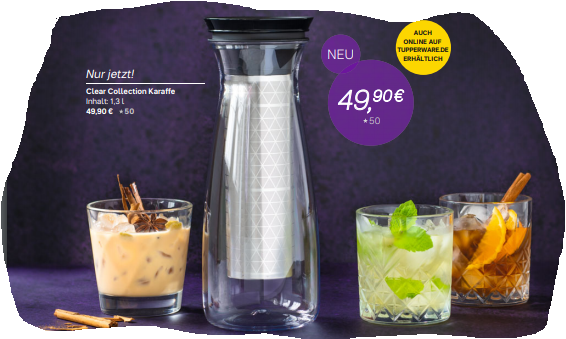 Nur jetzt!
Clear Collection Karaffe
Inhalt: 1,3 l
49,90 € ★50
NEU
49,90 €
★50
AUCH
ONLINE AUF
TUPPERWARE.DE
ERHÄLTLICH